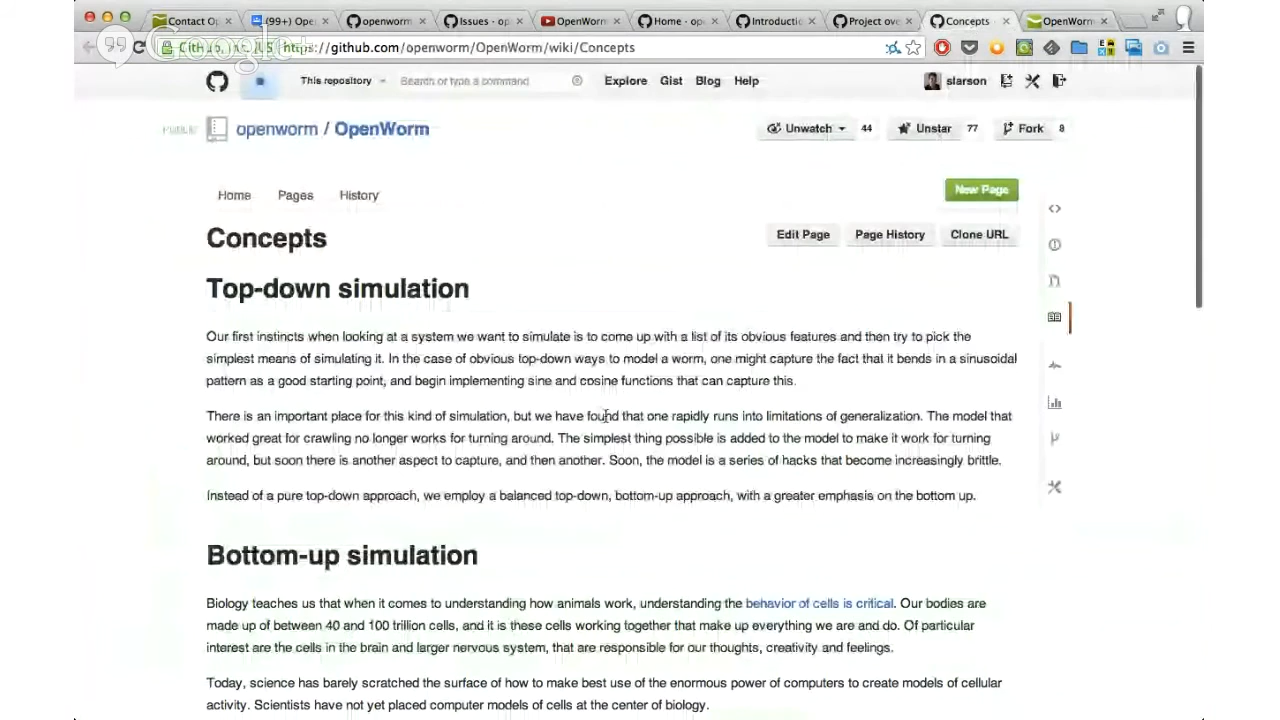 Contact O
(99+) Ope
openworm
Issues · op
OpenWorm
Home · ope
Introductic
Project ove
Concepts
OpenWorm
Google+
https://github.com/openworm/OpenWorm/wiki/Concepts
This repository
Search or type a command
Explore
Gist
Blog
Help
slarson
PUBLIC
openworm / OpenWorm
Unwatch
44
Unstar
77
Fork
8
Home
Pages
History
New Page
Concepts
Edit Page
Page History
Clone URL
Top-down simulation
Our first instincts when looking at a system we want to simulate is to come up with a list of its obvious features and then try to pick the
simplest means of simulating it. In the case of obvious top-down ways to model a worm, one might capture the fact that it bends in a sinusoidal
pattern as a good starting point, and begin implementing sine and cosine functions that can capture this.
There is an important place for this kind of simulation, but we have found that one rapidly runs into limitations of generalization. The model that
worked great for crawling no longer works for turning around. The simplest thing possible is added to the model to make it work for turning
around, but soon there is another aspect to capture, and then another. Soon, the model is a series of hacks that become increasingly brittle.
Instead of a pure top-down approach, we employ a balanced top-down, bottom-up approach, with a greater emphasis on the bottom up.
Bottom-up simulation
Biology teaches us that when it comes to understanding how animals work, understanding the behavior of cells is critical. Our bodies are
made up of between 40 and 100 trillion cells, and it is these cells working together that make up everything we are and do. Of particular
interest are the cells in the brain and larger nervous system, that are responsible for our thoughts, creativity and feelings.
Today, science has barely scratched the surface of how to make best use of the enormous power of computers to create models of cellular
activity. Scientists have not yet placed computer models of cells at the center of biology.